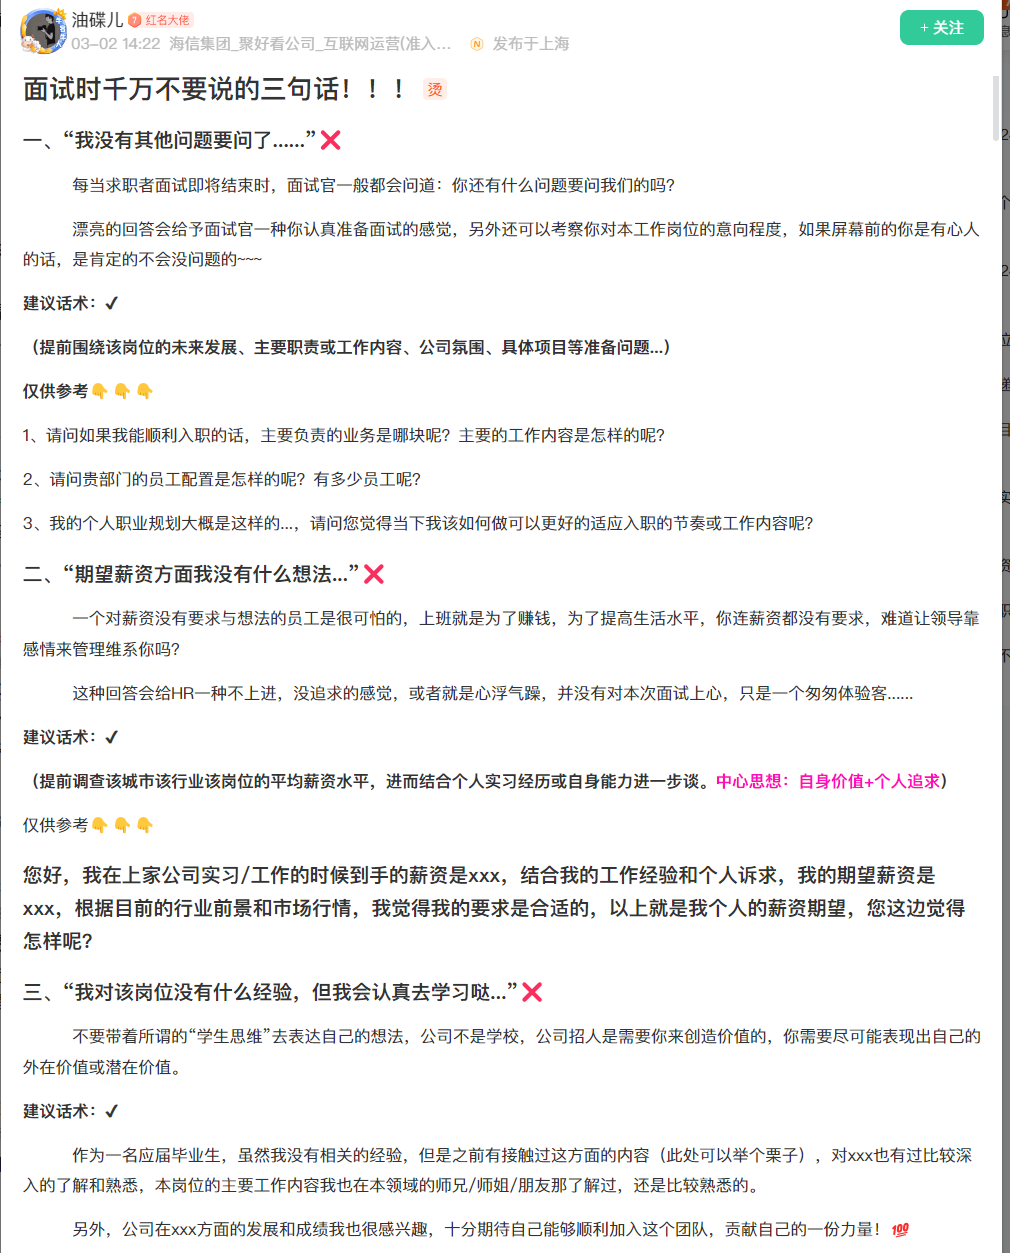 油碟儿 7 红名大佬
03-02 14:22 海信集团_聚好看公司_互联网运营(准入... N 发布于上海
+ 关注
面试时千万不要说的三句话！！！ 烫
一、“我没有其他问题要问了......”❌
每当求职者面试即将结束时，面试官一般都会问道：你还有什么问题要问我们的吗?
漂亮的回答会给予面试官一种你认真准备面试的感觉，另外还可以考察你对本工作岗位的意向程度，如果屏幕前的你是有心人
的话，是肯定的不会没问题的~~~
建议话术：✔
（提前围绕该岗位的未来发展、主要职责或工作内容、公司氛围、具体项目等准备问题...）
仅供参考👇👇👇
1、请问如果我能顺利入职的话，主要负责的业务是哪块呢？主要的工作内容是怎样的呢?
2、请问贵部门的员工配置是怎样的呢？有多少员工呢?
3、我的个人职业规划大概是这样的...，请问您觉得当下我该如何做可以更好的适应入职的节奏或工作内容呢?
二、“期望薪资方面我没有什么想法...”❌
一个对薪资没有要求与想法的员工是很可怕的，上班就是为了赚钱，为了提高生活水平，你连薪资都没有要求，难道让领导靠
感情来管理维系你吗?
这种回答会给HR一种不上进，没追求的感觉，或者就是心浮气躁，并没有对本次面试上心，只是一个匆匆体验客......
建议话术：✔
（提前调查该城市该行业该岗位的平均薪资水平，进而结合个人实习经历或自身能力进一步谈。中心思想：自身价值+个人追求）
仅供参考👇👇👇
您好，我在上家公司实习/工作的时候到手的薪资是xxx，结合我的工作经验和个人诉求，我的期望薪资是
xxx，根据目前的行业前景和市场行情，我觉得我的要求是合适的，以上就是我个人的薪资期望，您这边觉得
怎样呢?
三、“我对该岗位没有什么经验，但我会认真去学习哒...”❌
不要带着所谓的“学生思维”去表达自己的想法，公司不是学校，公司招人是需要你来创造价值的，你需要尽可能表现出自己的
外在价值或潜在价值。
建议话术：✔
作为一名应届毕业生，虽然我没有相关的经验，但是之前有接触过这方面的内容（此处可以举个栗子），对xxx也有过比较深
入的了解和熟悉，本岗位的主要工作内容我也在本领域的师兄/师姐/朋友那了解过，还是比较熟悉的。
另外，公司在xxx方面的发展和成绩我也很感兴趣，十分期待自己能够顺利加入这个团队，贡献自己的一份力量！💯